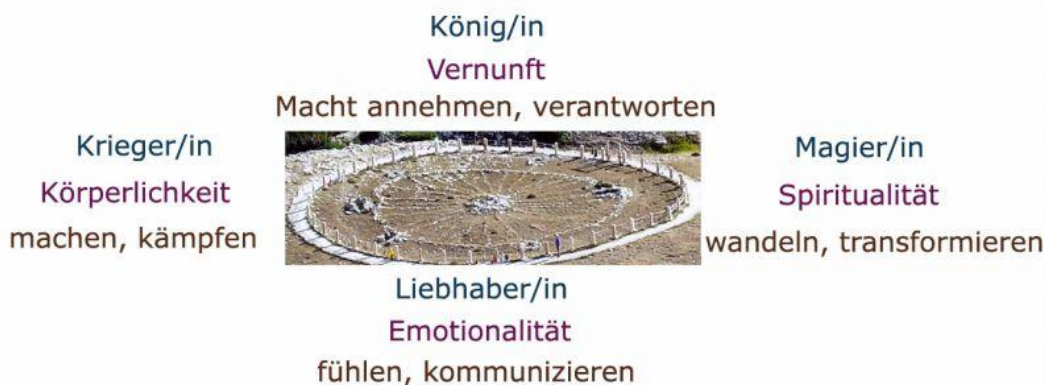 König/in
Vernunft
Macht annehmen, verantworten
Krieger/in
Körperlichkeit
machen, kämpfen
Magier/in
Spiritualität
wandeln, transformieren
Liebhaber/in
Emotionalität
fühlen, kommunizieren